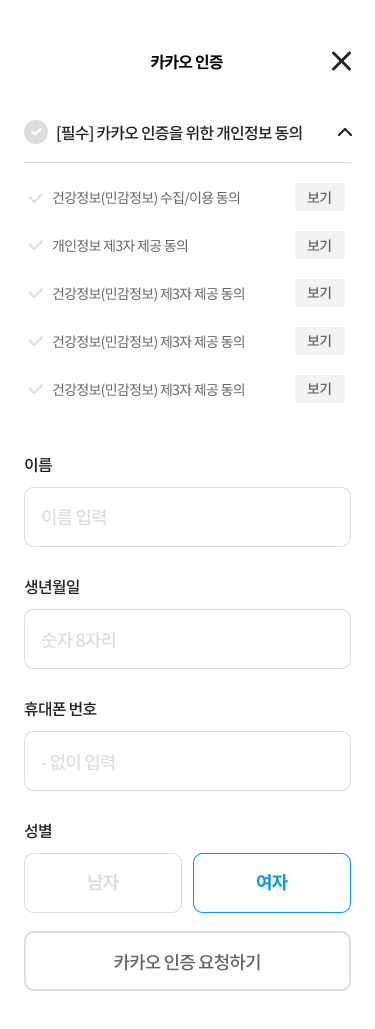 카카오 인증
[필수] 카카오 인증을 위한 개인정보 동의
건강정보(민감정보) 수집/이용 동의 보기
개인정보 제3자 제공 동의 보기
건강정보(민감정보) 제3자 제공 동의 보기
건강정보(민감정보) 제3자 제공 동의 보기
건강정보(민감정보) 제3자 제공 동의 보기
이름
이름 입력
생년월일
숫자 8자리
휴대폰 번호
- 없이 입력
성별
남자 여자
카카오 인증 요청하기